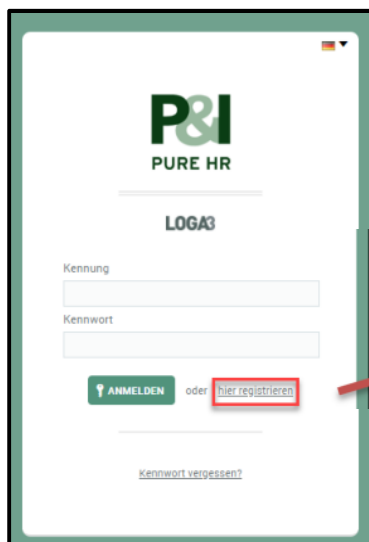 P&I
PURE HR
LOGA3
Kennung
Kennwort
ANMELDEN oder hier registrieren
Kennwort vergessen?